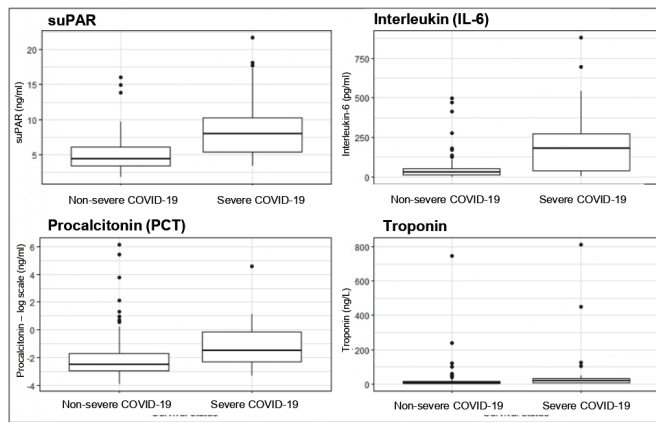 suPAR
suPAR (ng/ml)
20
15
10
5
Non-severe COVID-19
Severe COVID-19
Interleukin (IL-6)
Interleukin-6 (pg/ml)
750
500
250
0
Non-severe COVID-19
Severe COVID-19
Procalcitonin (PCT)
Procalcitonin – log scale (ng/ml)
6
4
2
0
-2
-4
Non-severe COVID-19
Severe COVID-19
Troponin
Troponin (ng/L)
800
600
400
200
0
Non-severe COVID-19
Severe COVID-19